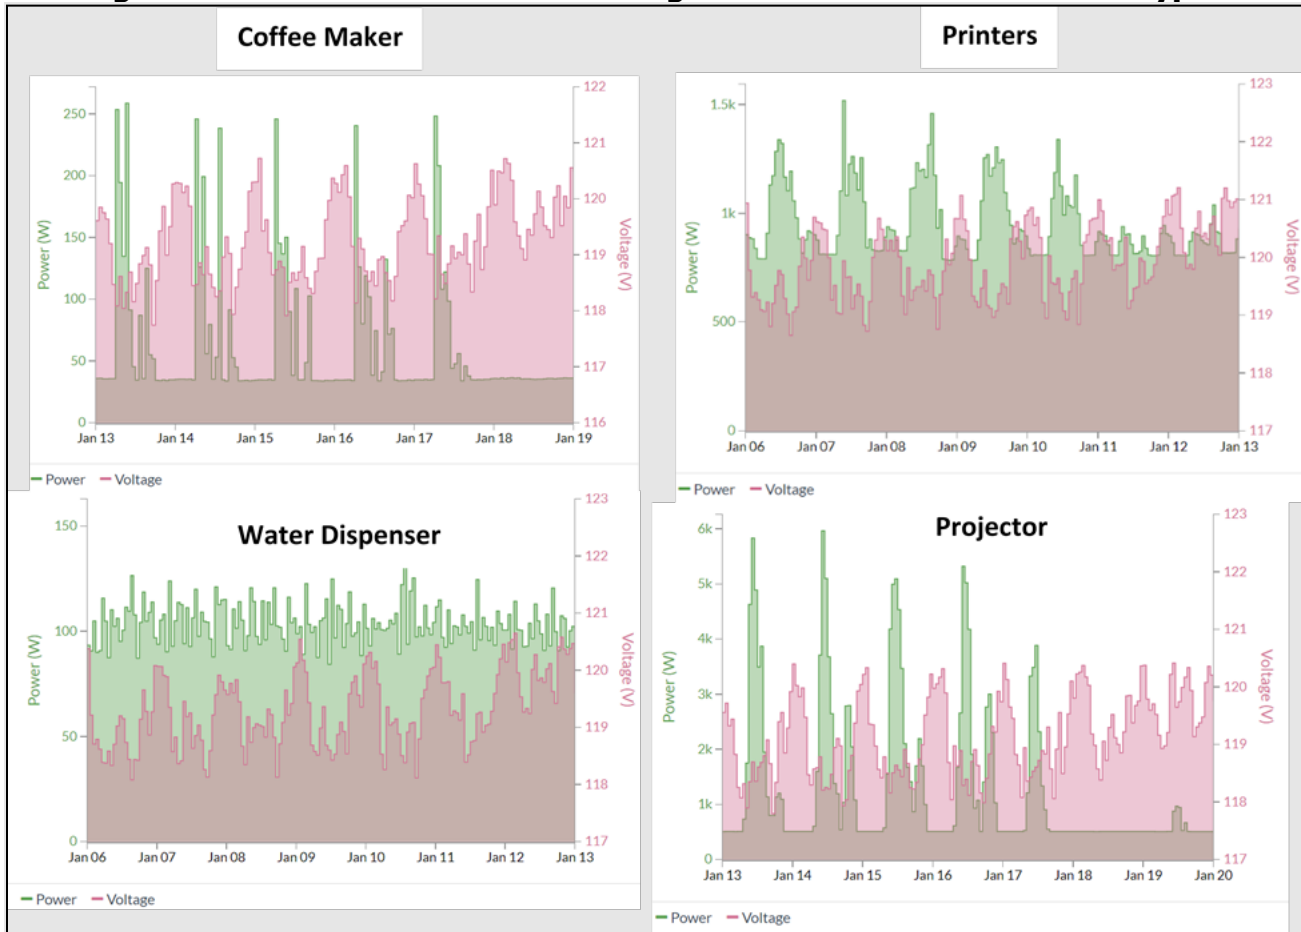 Coffee Maker
Printers
Power (W)
250
200
150
100
50
0
122
121
120
119
118
117
116
Voltage (V)
Jan 13 Jan 14 Jan 15 Jan 16 Jan 17 Jan 18 Jan 19
Power Voltage
Power (W)
1.5k
1k
500
0
123
122
121
120
119
118
117
Voltage (V)
Jan 06 Jan 07 Jan 08 Jan 09 Jan 10 Jan 11 Jan 12 Jan 13
Power Voltage
Water Dispenser
Power (W)
150
100
50
0
123
122
121
120
119
118
117
Voltage (V)
Jan 06 Jan 07 Jan 08 Jan 09 Jan 10 Jan 11 Jan 12 Jan 13
Power Voltage
Projector
Power (W)
6k
5k
4k
3k
2k
1k
0
123
122
121
120
119
118
117
Voltage (V)
Jan 13 Jan 14 Jan 15 Jan 16 Jan 17 Jan 18 Jan 19 Jan 20
Power Voltage